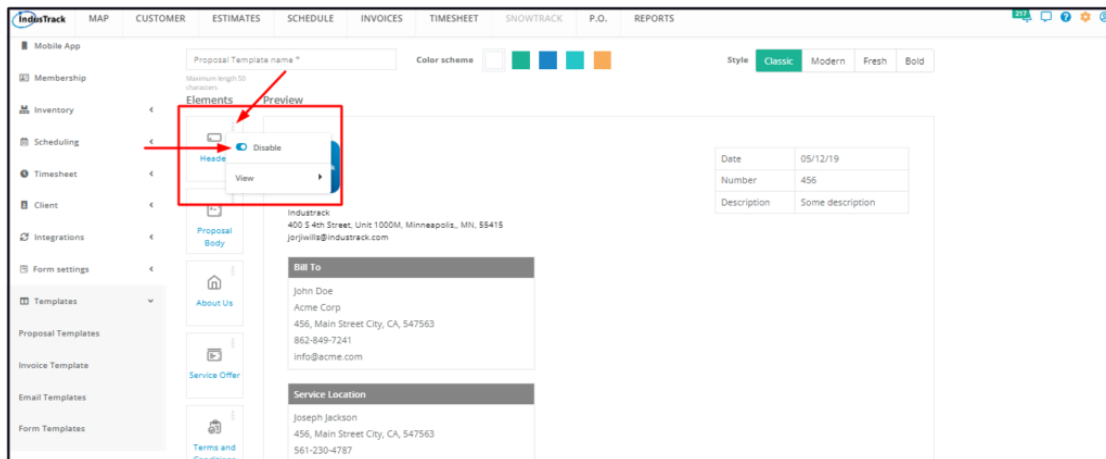 IndusTrack MAP CUSTOMER ESTIMATES SCHEDULE INVOICES TIMESHEET SNOWTRACK P.O. REPORTS 217
Mobile App
Membership
Inventory
Scheduling
Timesheet
Client
Integrations
Form settings
Templates
Proposal Templates
Invoice Template
Email Templates
Form Templates
Proposal Template name *
Maximum length 50
characters
Color scheme
Style Classic Modern Fresh Bold
Elements Preview
Header
Disable
View
Proposal
Body
About Us
Service Offer
Terms and
Conditions
Date 05/12/19
Number 456
Description Some description
Industrack
400 S 4th Street, Unit 1000M, Minneapolis,, MN, 55415
jorjiwills@industrack.com
Bill To
John Doe
Acme Corp
456, Main Street City, CA, 547563
862-849-7241
info@acme.com
Service Location
Joseph Jackson
456, Main Street City, CA, 547563
561-230-4787